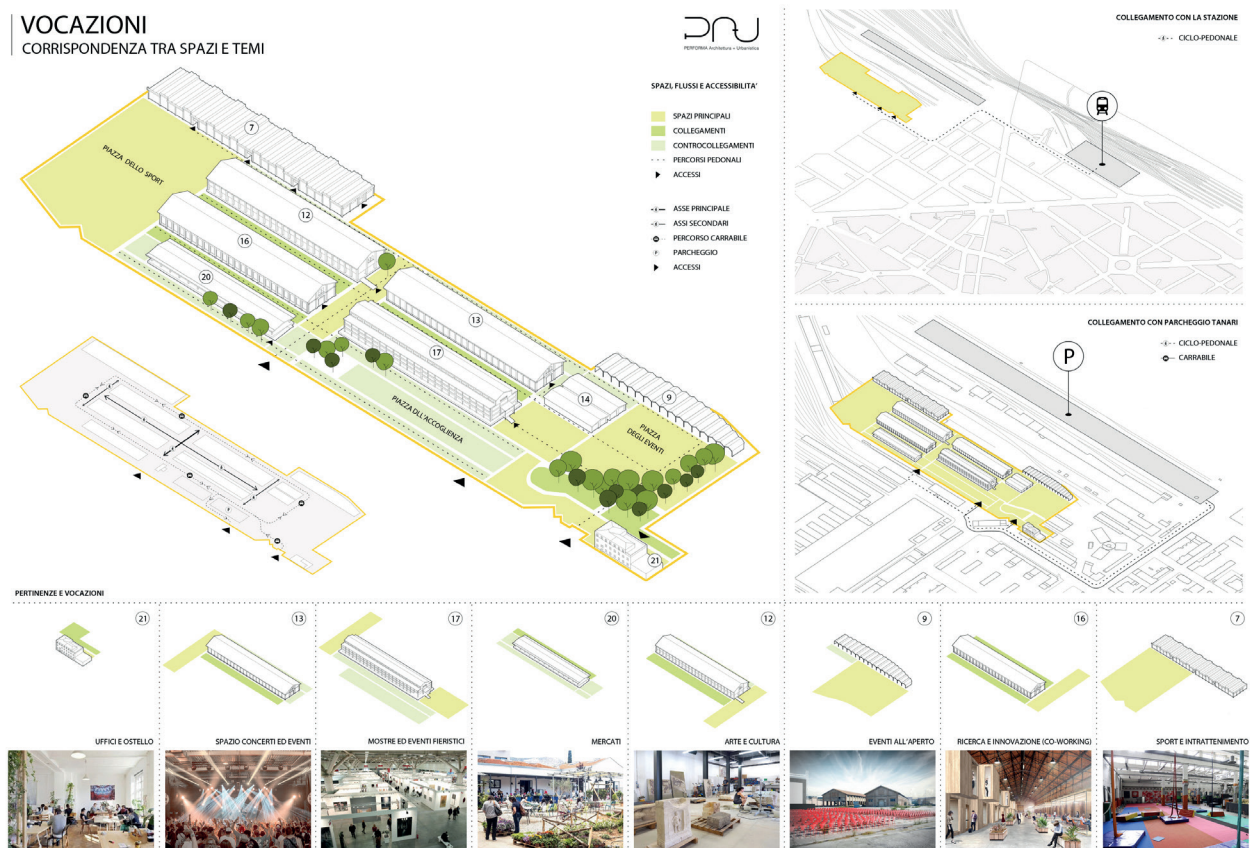 VOCAZIONI
CORRISPONDENZA TRA SPAZI E TEMI
PERFORMA Architettura + Urbanistica
SPAZI, FLUSSI E ACCESSIBILITA'
SPAZI PRINCIPALI
COLLEGAMENTI
CONTROCOLLEGAMENTI
PERCORSI PEDONALI
ACCESSI
ASSE PRINCIPALE
ASSI SECONDARI
PERCORSO CARRABILE
P PARCHEGGIO
ACCESSI
7
PIAZZA DELLO SPORT
12
16
20
13
17
14
9
PIAZZA DEGLI EVENTI
PIAZZA DLL'ACCOGLIENZA
21
COLLEGAMENTO CON LA STAZIONE
CICLO-PEDONALE
COLLEGAMENTO CON PARCHEGGIO TANARI
CICLO-PEDONALE
CARRABILE
P
PERTINENZE E VOCAZIONI
21
13
17
20
12
9
16
7
UFFICI E OSTELLO
SPAZIO CONCERTI ED EVENTI
MOSTRE ED EVENTI FIERISTICI
MERCATI
ARTE E CULTURA
EVENTI ALL'APERTO
RICERCA E INNOVAZIONE (CO-WORKING)
SPORT E INTRATTENIMENTO